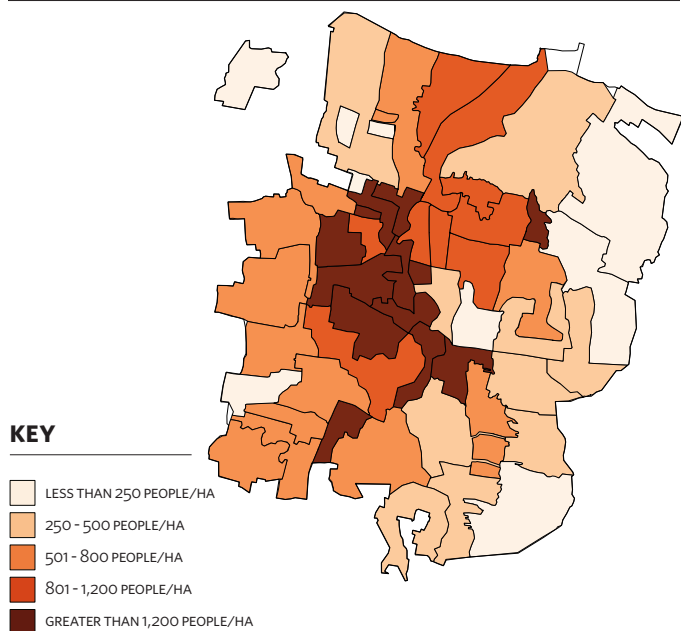 KEY
LESS THAN 250 PEOPLE/HA
250 - 500 PEOPLE/HA
501 - 800 PEOPLE/HA
801 - 1,200 PEOPLE/HA
GREATER THAN 1,200 PEOPLE/HA